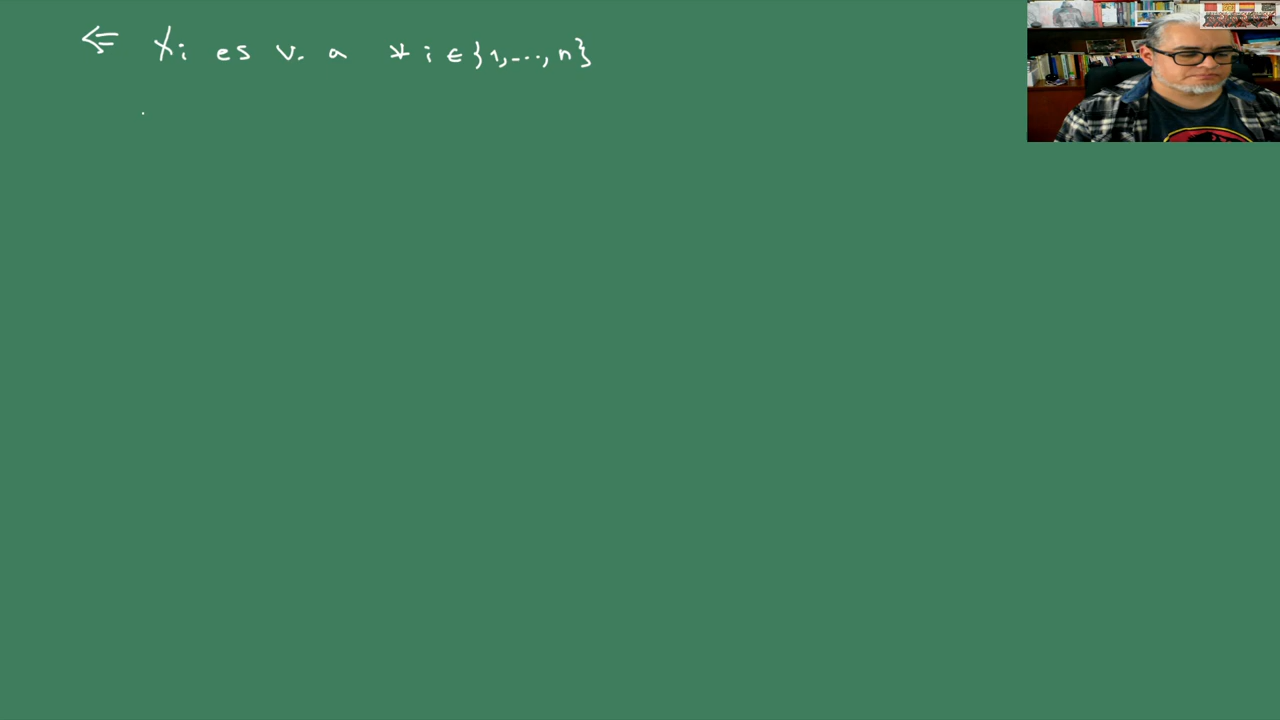 ⇐ Xi es v. a ∀ i ∈ {1,...,n}